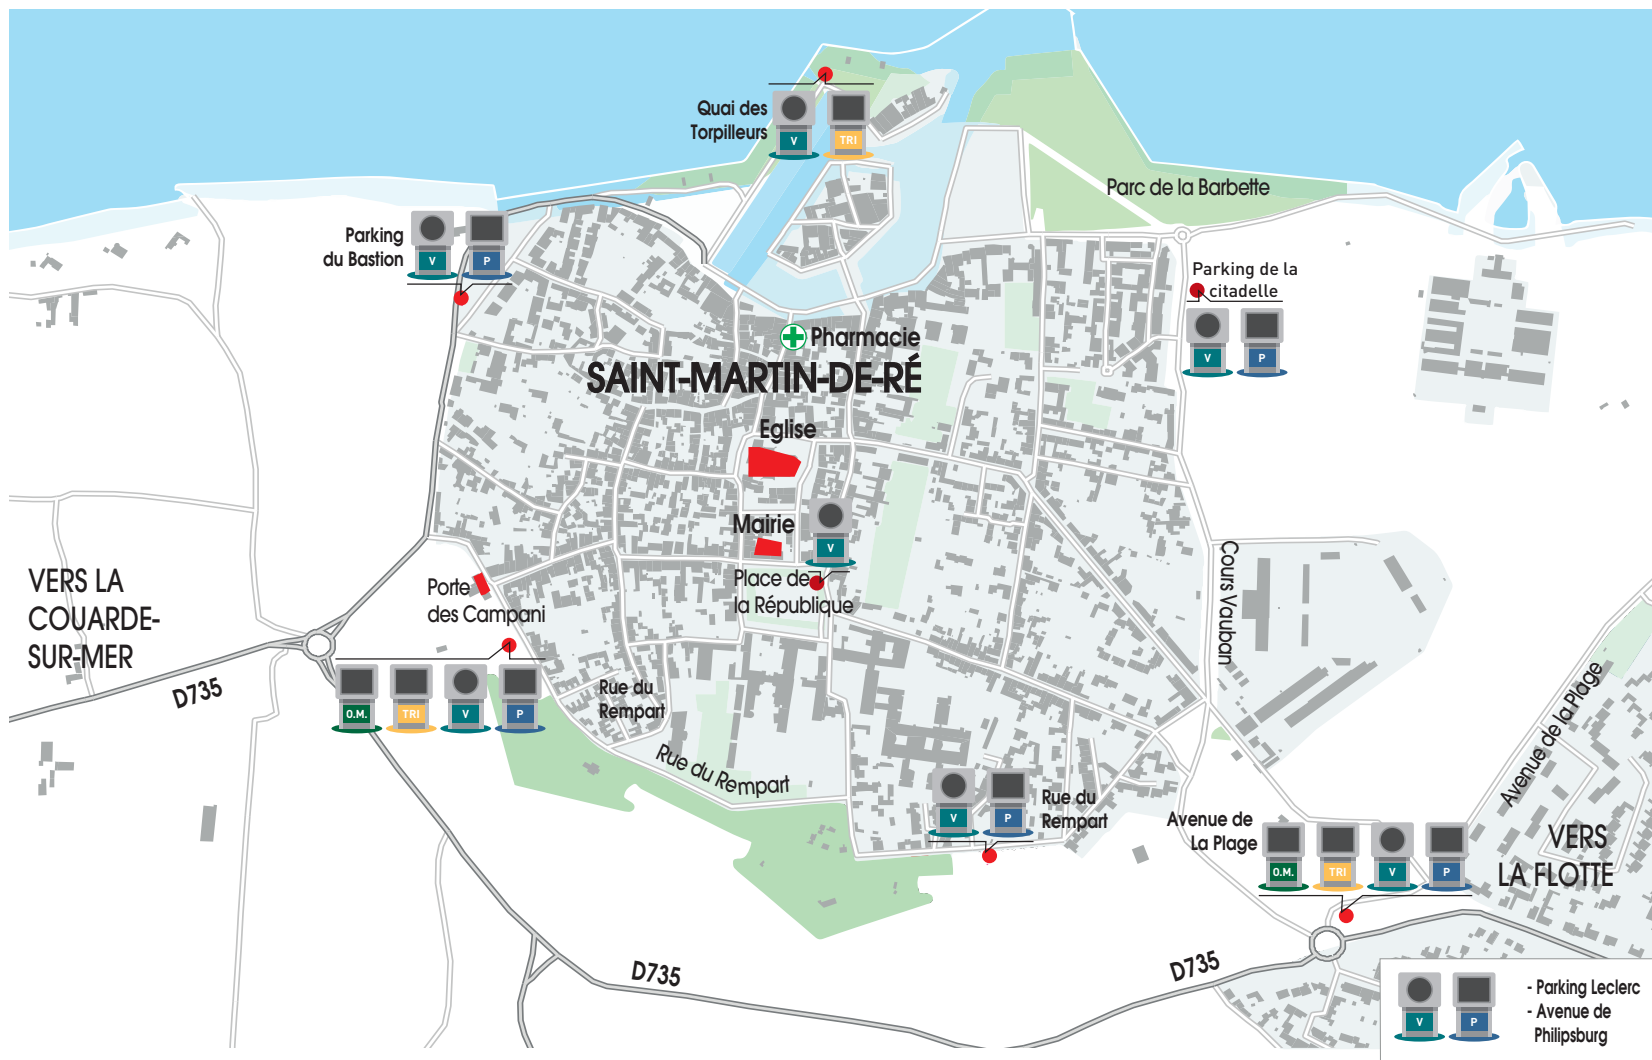 Quai des
Torpilleurs
V
TRI
Parc de la Barbette
Parking
du Bastion
V
P
Parking de la
citadelle
V
P
Pharmacie
SAINT-MARTIN-DE-RÉ
Eglise
Mairie
V
Place de
la République
Porte
des Campani
VERS LA
COUARDE-
SUR-MER
D735
O.M.
TRI
V
P
Rue du
Rempart
Rue du Rempart
Cours Vauban
Avenue de la Plage
V
P
Rue du
Rempart
Avenue de
La Plage
O.M.
TRI
V
P
VERS
LA FLOTTE
D735
D735
V
P
- Parking Leclerc
- Avenue de
Philipsburg